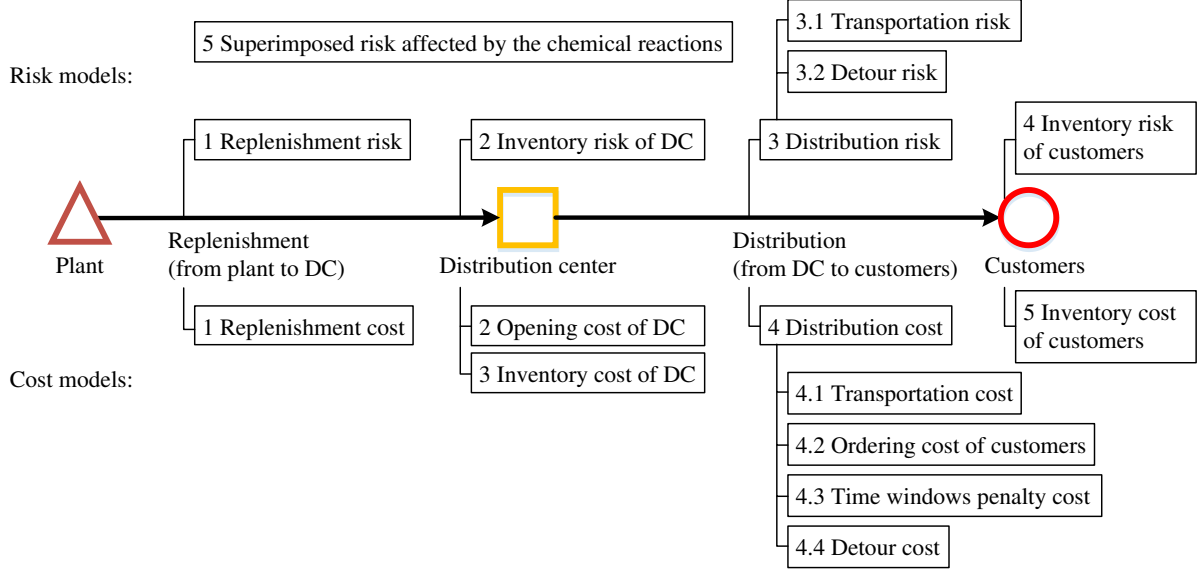 3.1 Transportation risk
5 Superimposed risk affected by the chemical reactions
Risk models:
3.2 Detour risk
1 Replenishment risk
2 Inventory risk of DC
3 Distribution risk
4 Inventory risk
of customers
Plant
Replenishment
(from plant to DC)
Distribution center
Distribution
(from DC to customers)
Customers
1 Replenishment cost
2 Opening cost of DC
3 Inventory cost of DC
4 Distribution cost
5 Inventory cost
of customers
Cost models:
4.1 Transportation cost
4.2 Ordering cost of customers
4.3 Time windows penalty cost
4.4 Detour cost